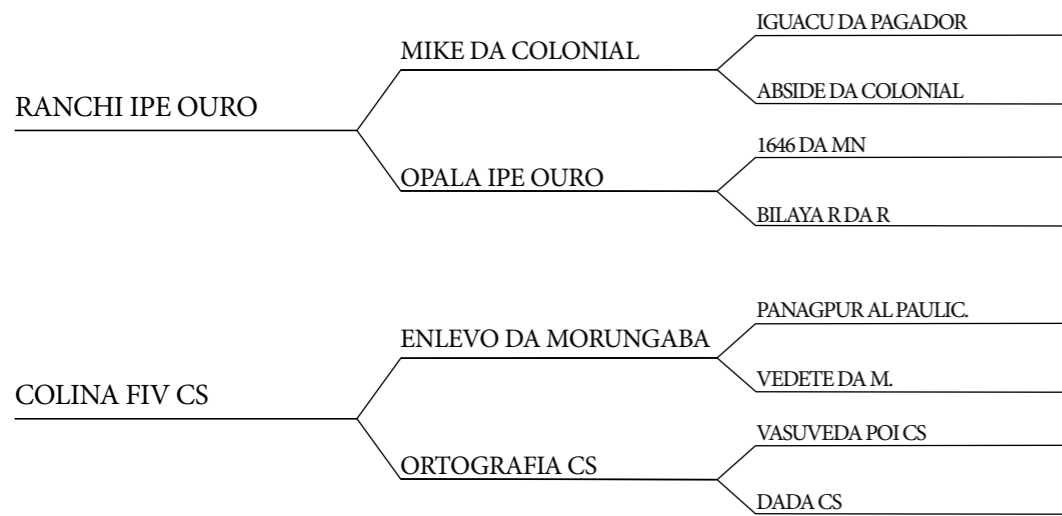 IGUACU DA PAGADOR
MIKE DA COLONIAL
ABSIDE DA COLONIAL
RANCHI IPE OURO
1646 DA MN
OPALA IPE OURO
BILAYA R DA R
PANAGPUR AL PAULIC.
ENLEVO DA MORUNGABA
VEDETE DA M.
COLINA FIV CS
VASUVEDA POI CS
ORTOGRAFIA CS
DADA CS